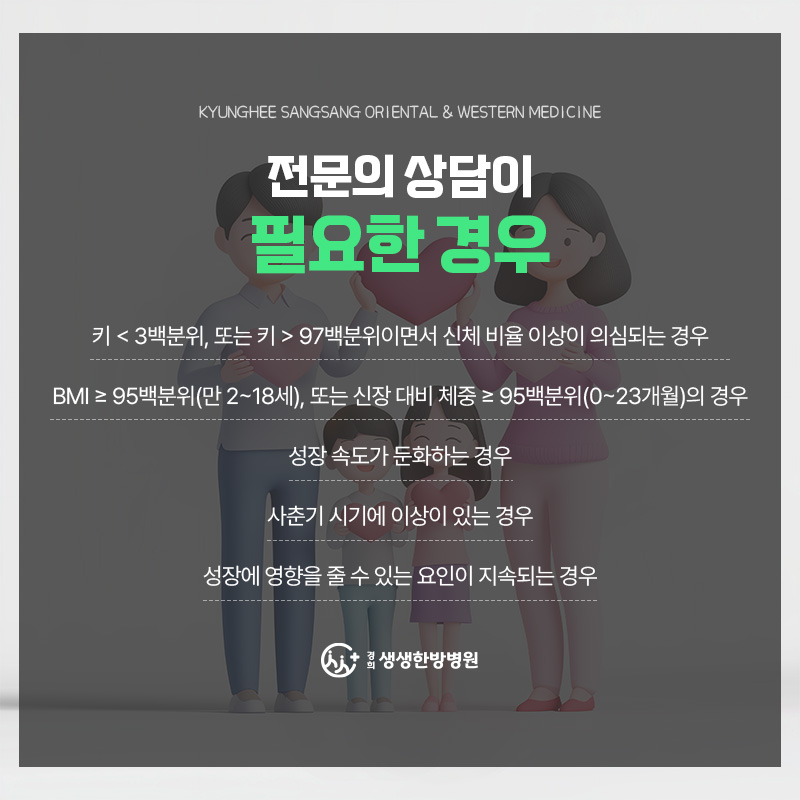 KYUNGHEE SANGSANG ORIENTAL & WESTERN MEDICINE
전문의 상담이
필요한 경우
키 < 3백분위, 또는 키 > 97백분위이면서 신체 비율 이상이 의심되는 경우
BMI ≥ 95백분위(만 2~18세), 또는 신장 대비 체중 ≥ 95백분위(0~23개월)의 경우
성장 속도가 둔화하는 경우
사춘기 시기에 이상이 있는 경우
성장에 영향을 줄 수 있는 요인이 지속되는 경우
경희 생생한방병원